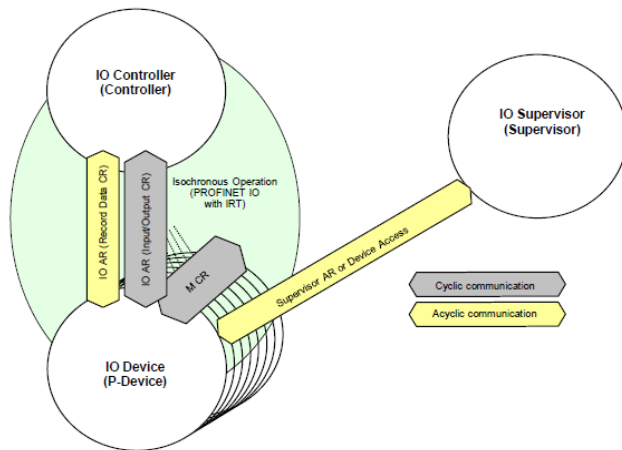 IO Controller
(Controller)
IO Supervisor
(Supervisor)
IO AR (Record Data CR)
IO AR (Input/Output CR)
Isochronous Operation
(PROFINET IO
with IRT)
M CR
Supervisor AR or Device Access
Cyclic communication
Acyclic communication
IO Device
(P-Device)